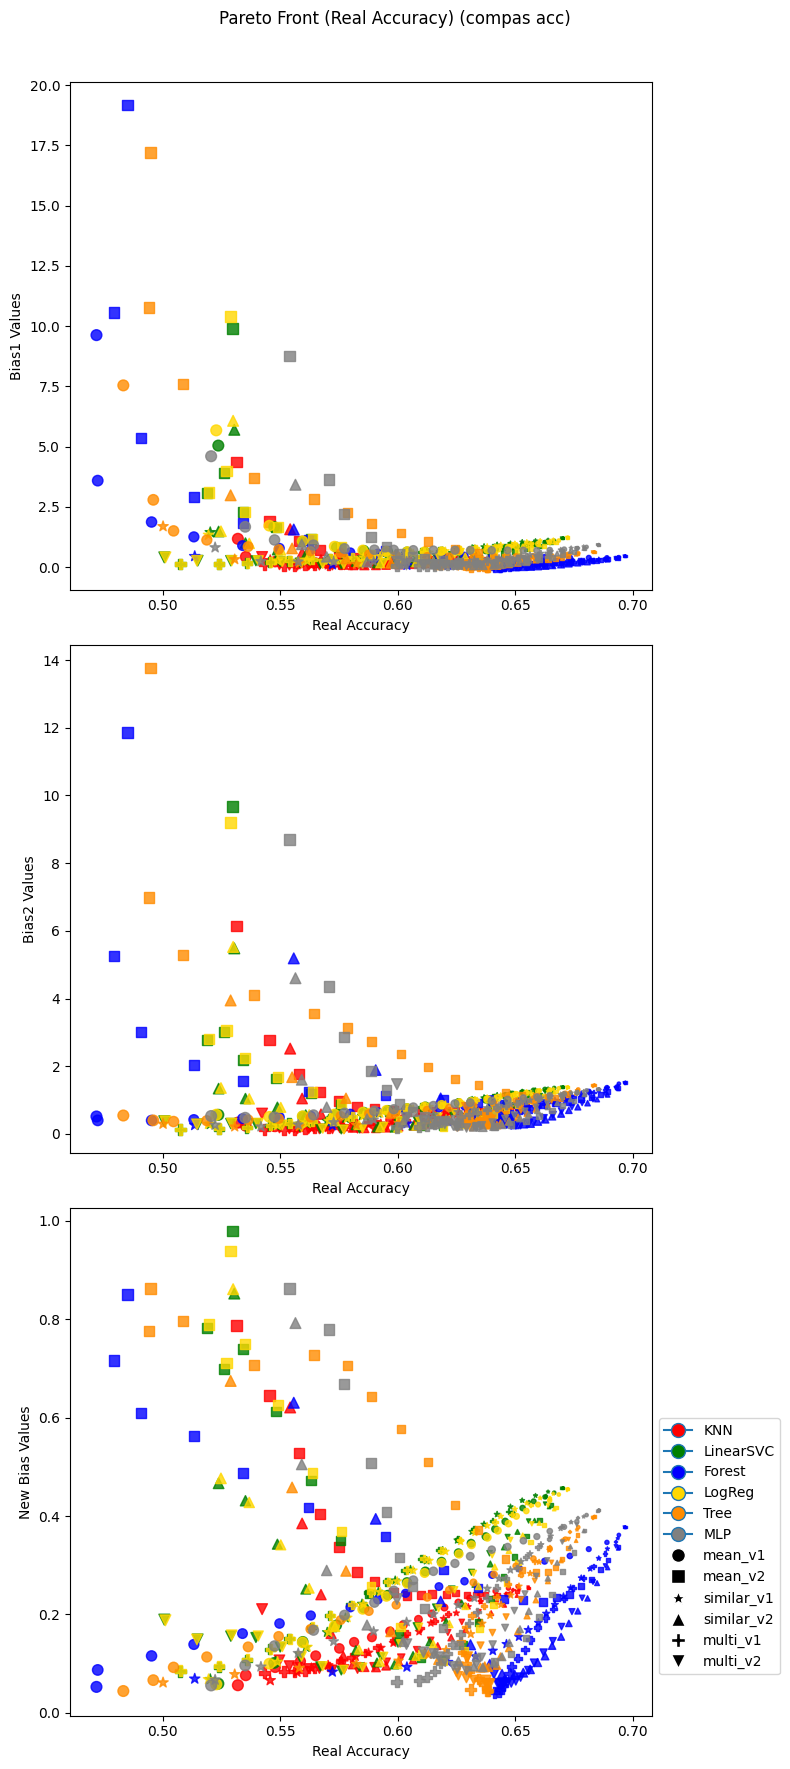 Pareto Front (Real Accuracy) (compas acc)
20.0
17.5
15.0
12.5
10.0
7.5
5.0
2.5
0.0
Bias1 Values
0.50 0.55 0.60 0.65 0.70
Real Accuracy
14
12
10
8
6
4
2
0
Bias2 Values
0.50 0.55 0.60 0.65 0.70
Real Accuracy
1.0
0.8
0.6
0.4
0.2
0.0
New Bias Values
0.50 0.55 0.60 0.65 0.70
Real Accuracy
KNN
LinearSVC
Forest
LogReg
Tree
MLP
mean_v1
mean_v2
similar_v1
similar_v2
multi_v1
multi_v2